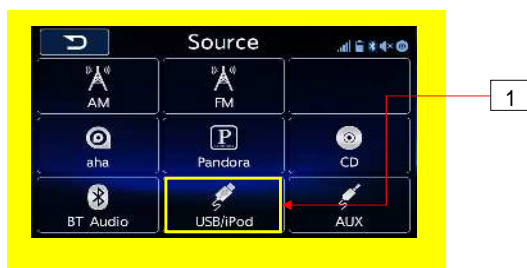 Source
AM
FM
aha
Pandora
CD
BT Audio
USB/iPod
AUX
1